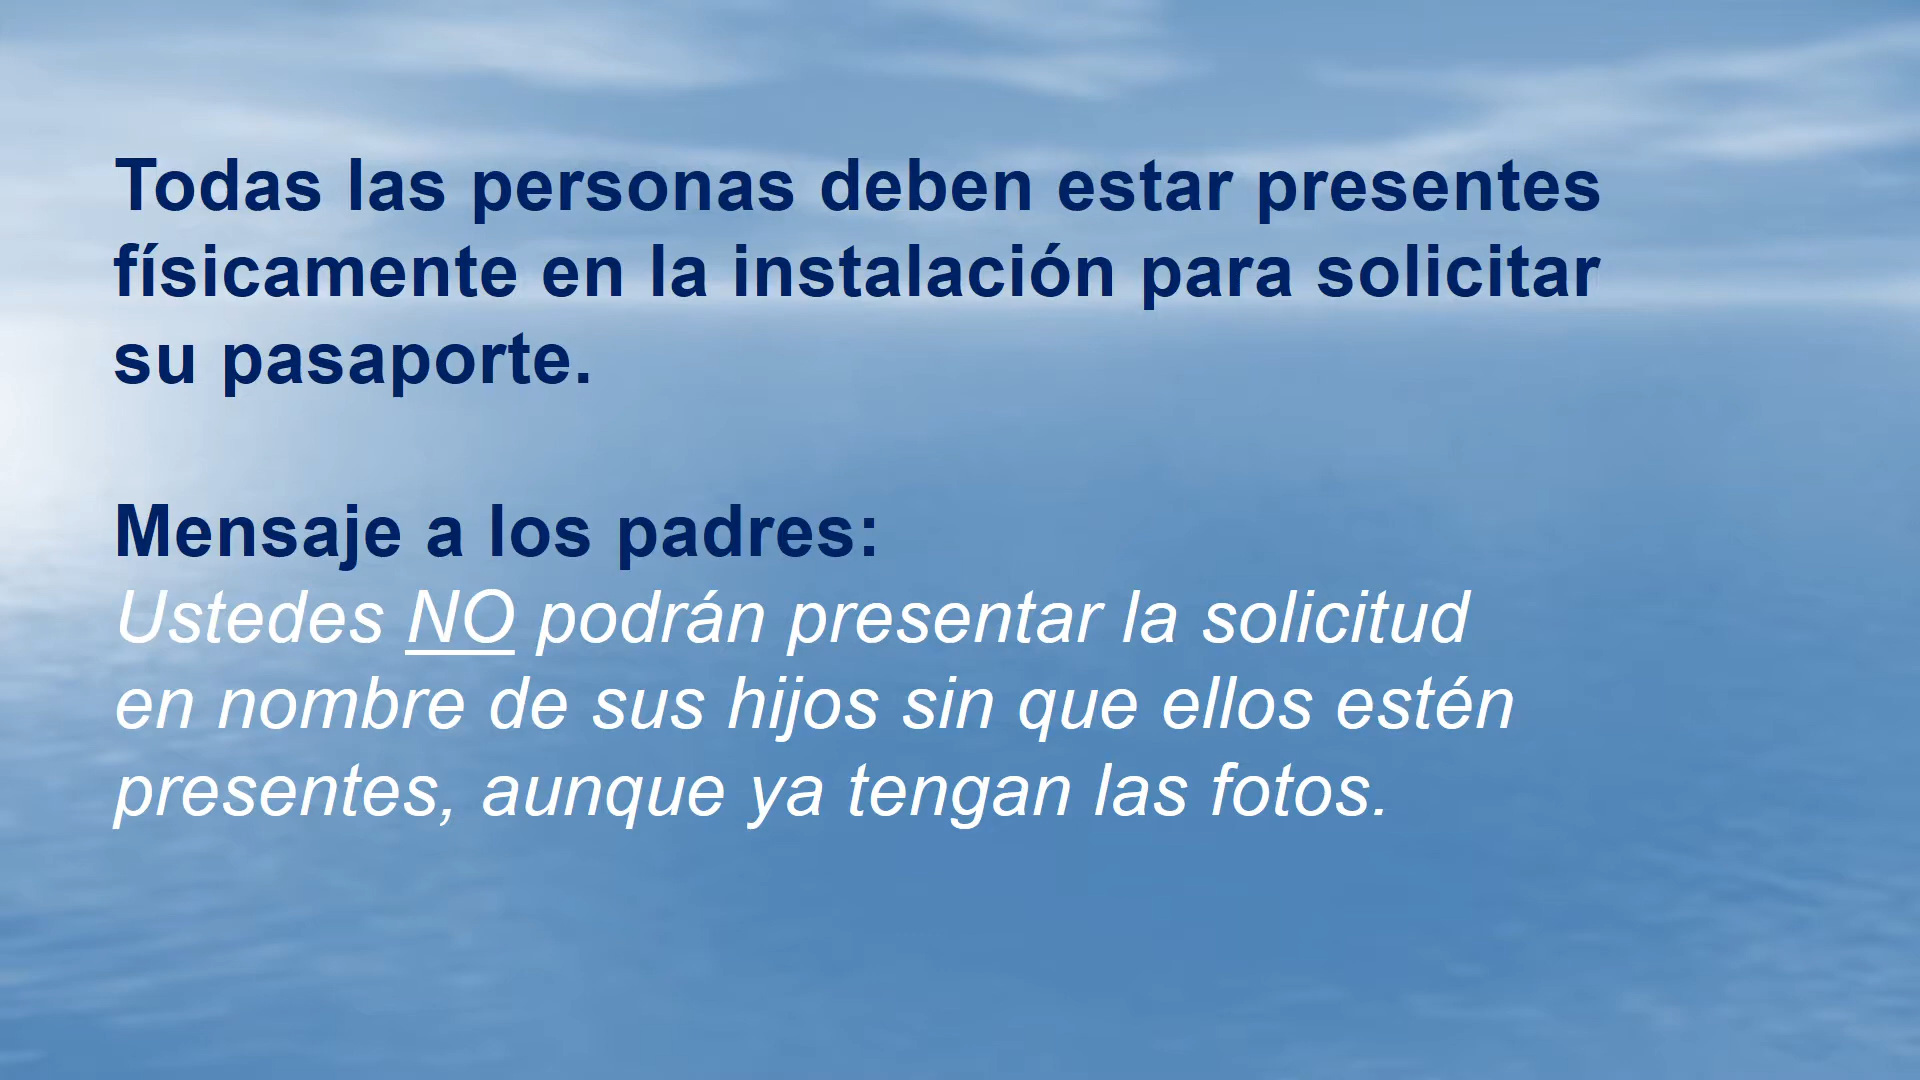 Todas las personas deben estar presentes
físicamente en la instalación para solicitar
su pasaporte.
Mensaje a los padres:
Ustedes NO podrán presentar la solicitud
en nombre de sus hijos sin que ellos estén
presentes, aunque ya tengan las fotos.